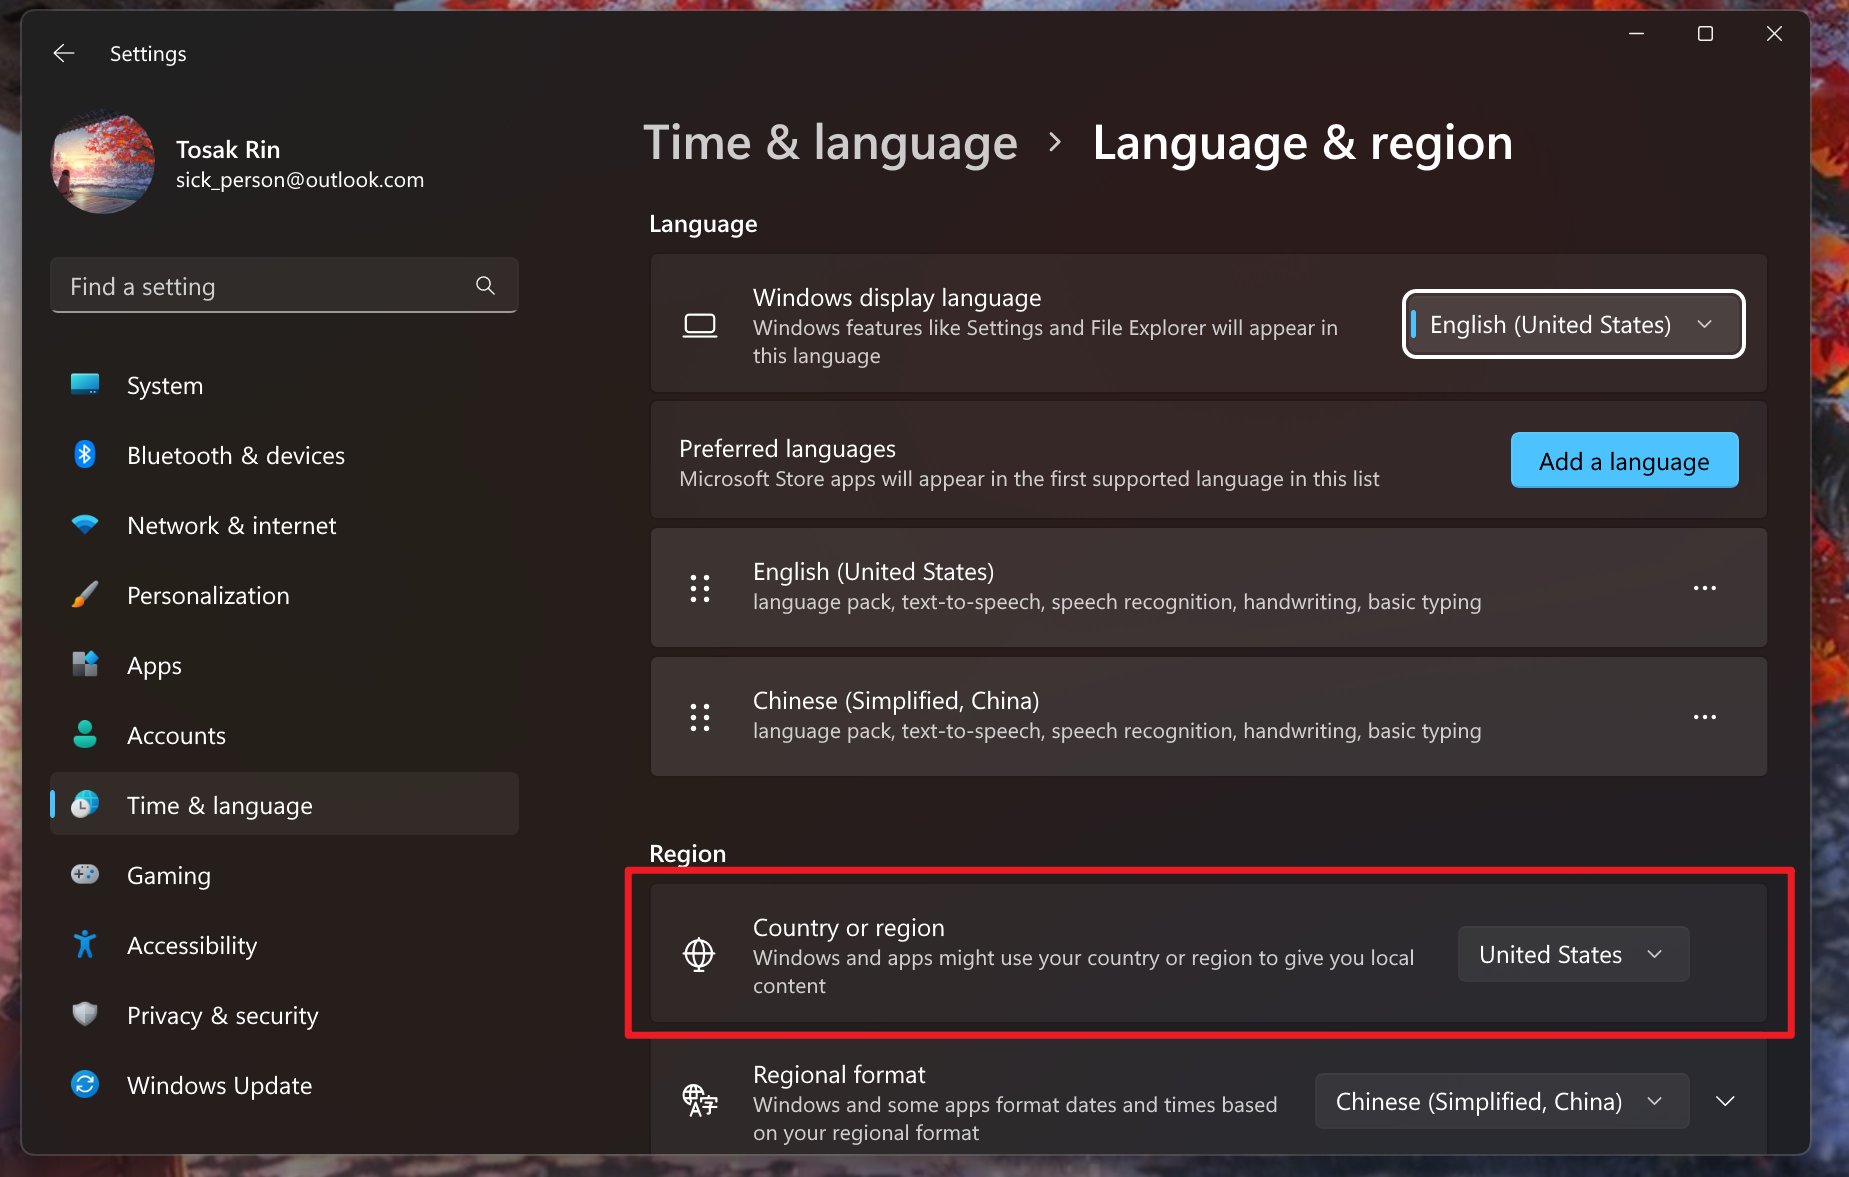 Settings
Tosak Rin
sick_person@outlook.com
Find a setting
System
Bluetooth & devices
Network & internet
Personalization
Apps
Accounts
Time & language
Gaming
Accessibility
Privacy & security
Windows Update
Time & language > Language & region
Language
Windows display language
Windows features like Settings and File Explorer will appear in
this language
English (United States)
Preferred languages
Microsoft Store apps will appear in the first supported language in this list
Add a language
English (United States)
language pack, text-to-speech, speech recognition, handwriting, basic typing
Chinese (Simplified, China)
language pack, text-to-speech, speech recognition, handwriting, basic typing
Region
Country or region
Windows and apps might use your country or region to give you local
content
United States
Regional format
Windows and some apps format dates and times based
on your regional format
Chinese (Simplified, China)